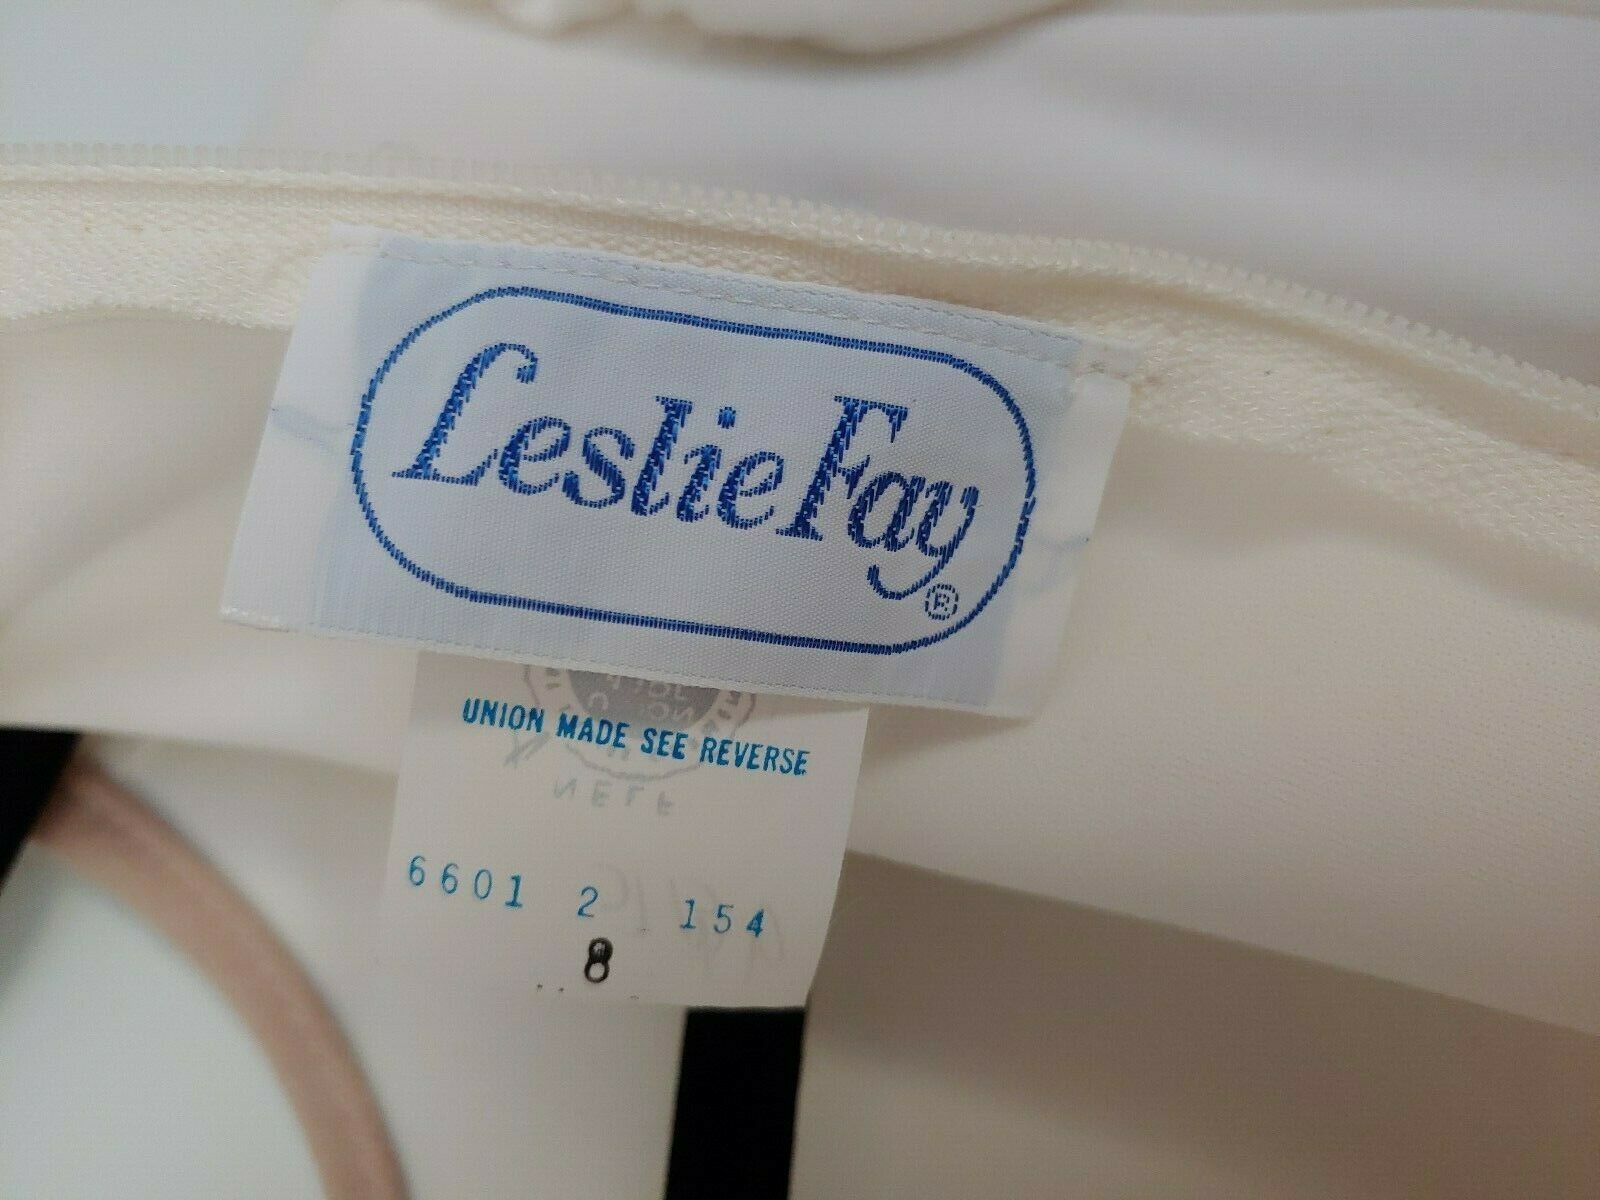 Leslie Fay
®
UNION MADE SEE REVERSE
6601 2 154
8